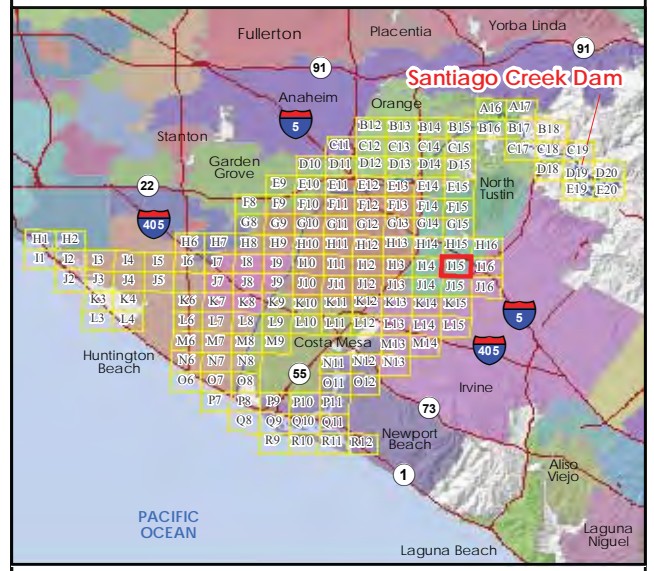 Fullerton
Placentia
Yorba Linda
91
91
Santiago Creek Dam
Anaheim
Orange
5
A16 A17
Stanton
B12 B13 B14 B15 B16 B17 B18
C11 C12 C13 C14 C15 C17 C18 C19
Garden
Grove
D10 D11 D12 D13 D14 D15 D18 D19 D20
22
E9 E10 E11 E12 E13 E14 E15 E19 E20
North
Tustin
F8 F9 F10 F11 F12 F13 F14 F15
405
G8 G9 G10 G11 G12 G13 G14 G15
H1 H2 H6 H7 H8 H9 H10 H11 H12 H13 H14 H15 H16
I1 I2 I3 I4 I5 I6 I7 I8 I9 I10 I11 I12 I13 I14 I15 I16
J2 J3 J4 J5 J7 J8 J9 J10 J11 J12 J13 J14 J15 J16
K3 K4 K6 K7 K8 K9 K10 K11 K12 K13 K14 K15
5
L3 L4 L6 L7 L8 L9 L10 L11 L12 L13 L14 L15
M6 M7 M8 M9 Costa Mesa M13 M14
405
Huntington
Beach
N6 N7 N8 N11 N12 N13
55
O6 O7 O8 O11 O12
Irvine
P7 P8 P9 P10 P11
73
Q8 Q9 Q10 Q11
R9 R10 R11 R12
Newport
Beach
1
Aliso
Viejo
PACIFIC
OCEAN
Laguna
Niguel
Laguna Beach